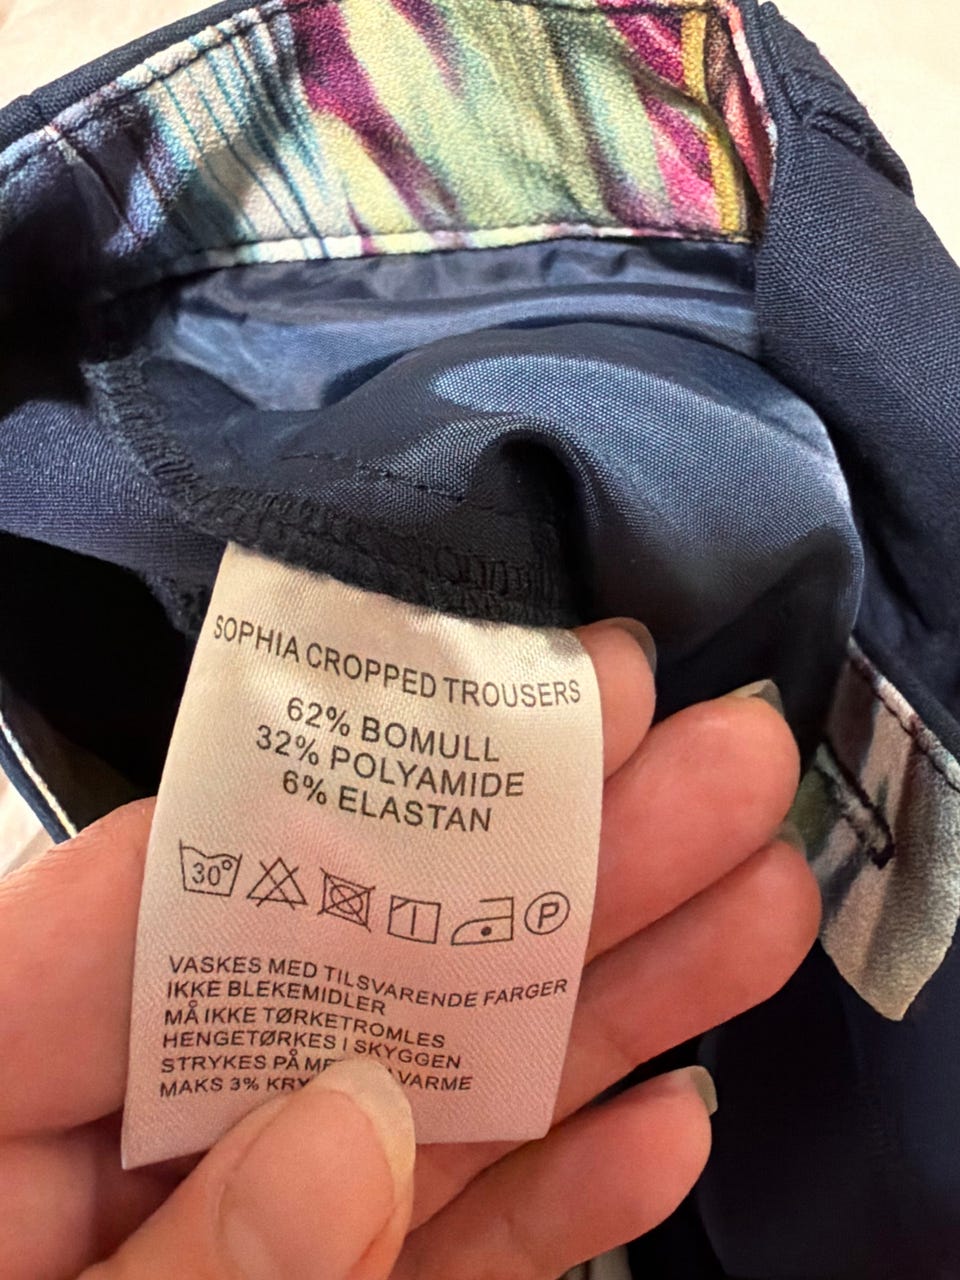 SOPHIA CROPPED TROUSERS
62% BOMULL
32% POLYAMIDE
6% ELASTAN
30° P
VASKES MED TILSVARENDE FARGER
IKKE BLEKEMIDLER
MÅ IKKE TØRKETROMLES
HENGETØRKES I SKYGGEN
STRYKES PÅ VARME
MAKS 3%